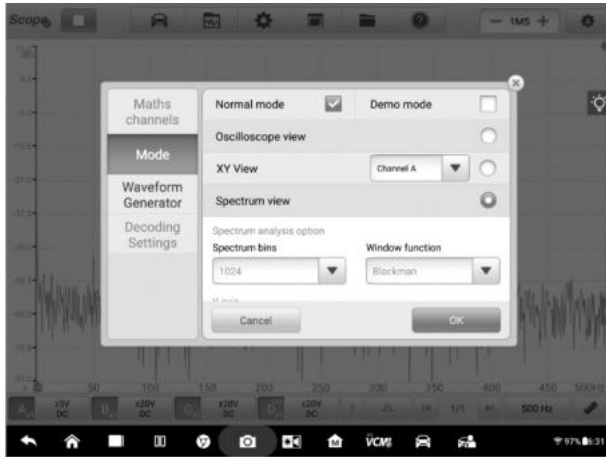 Scope
1MS
Maths channels
Normal mode
Demo mode
Oscilloscope view
Mode
XY View
Channel A
Waveform Generator
Spectrum view
Decoding Settings
Spectrum analysis option
Spectrum bins
Window function
1024
Blackman
Cancel
OK
50
100
150
200
250
300
350
400
450
500Hz
±5V DC
±20V DC
±20V DC
±20V DC
1/1
500 Hz
VCMI
97%
6:31